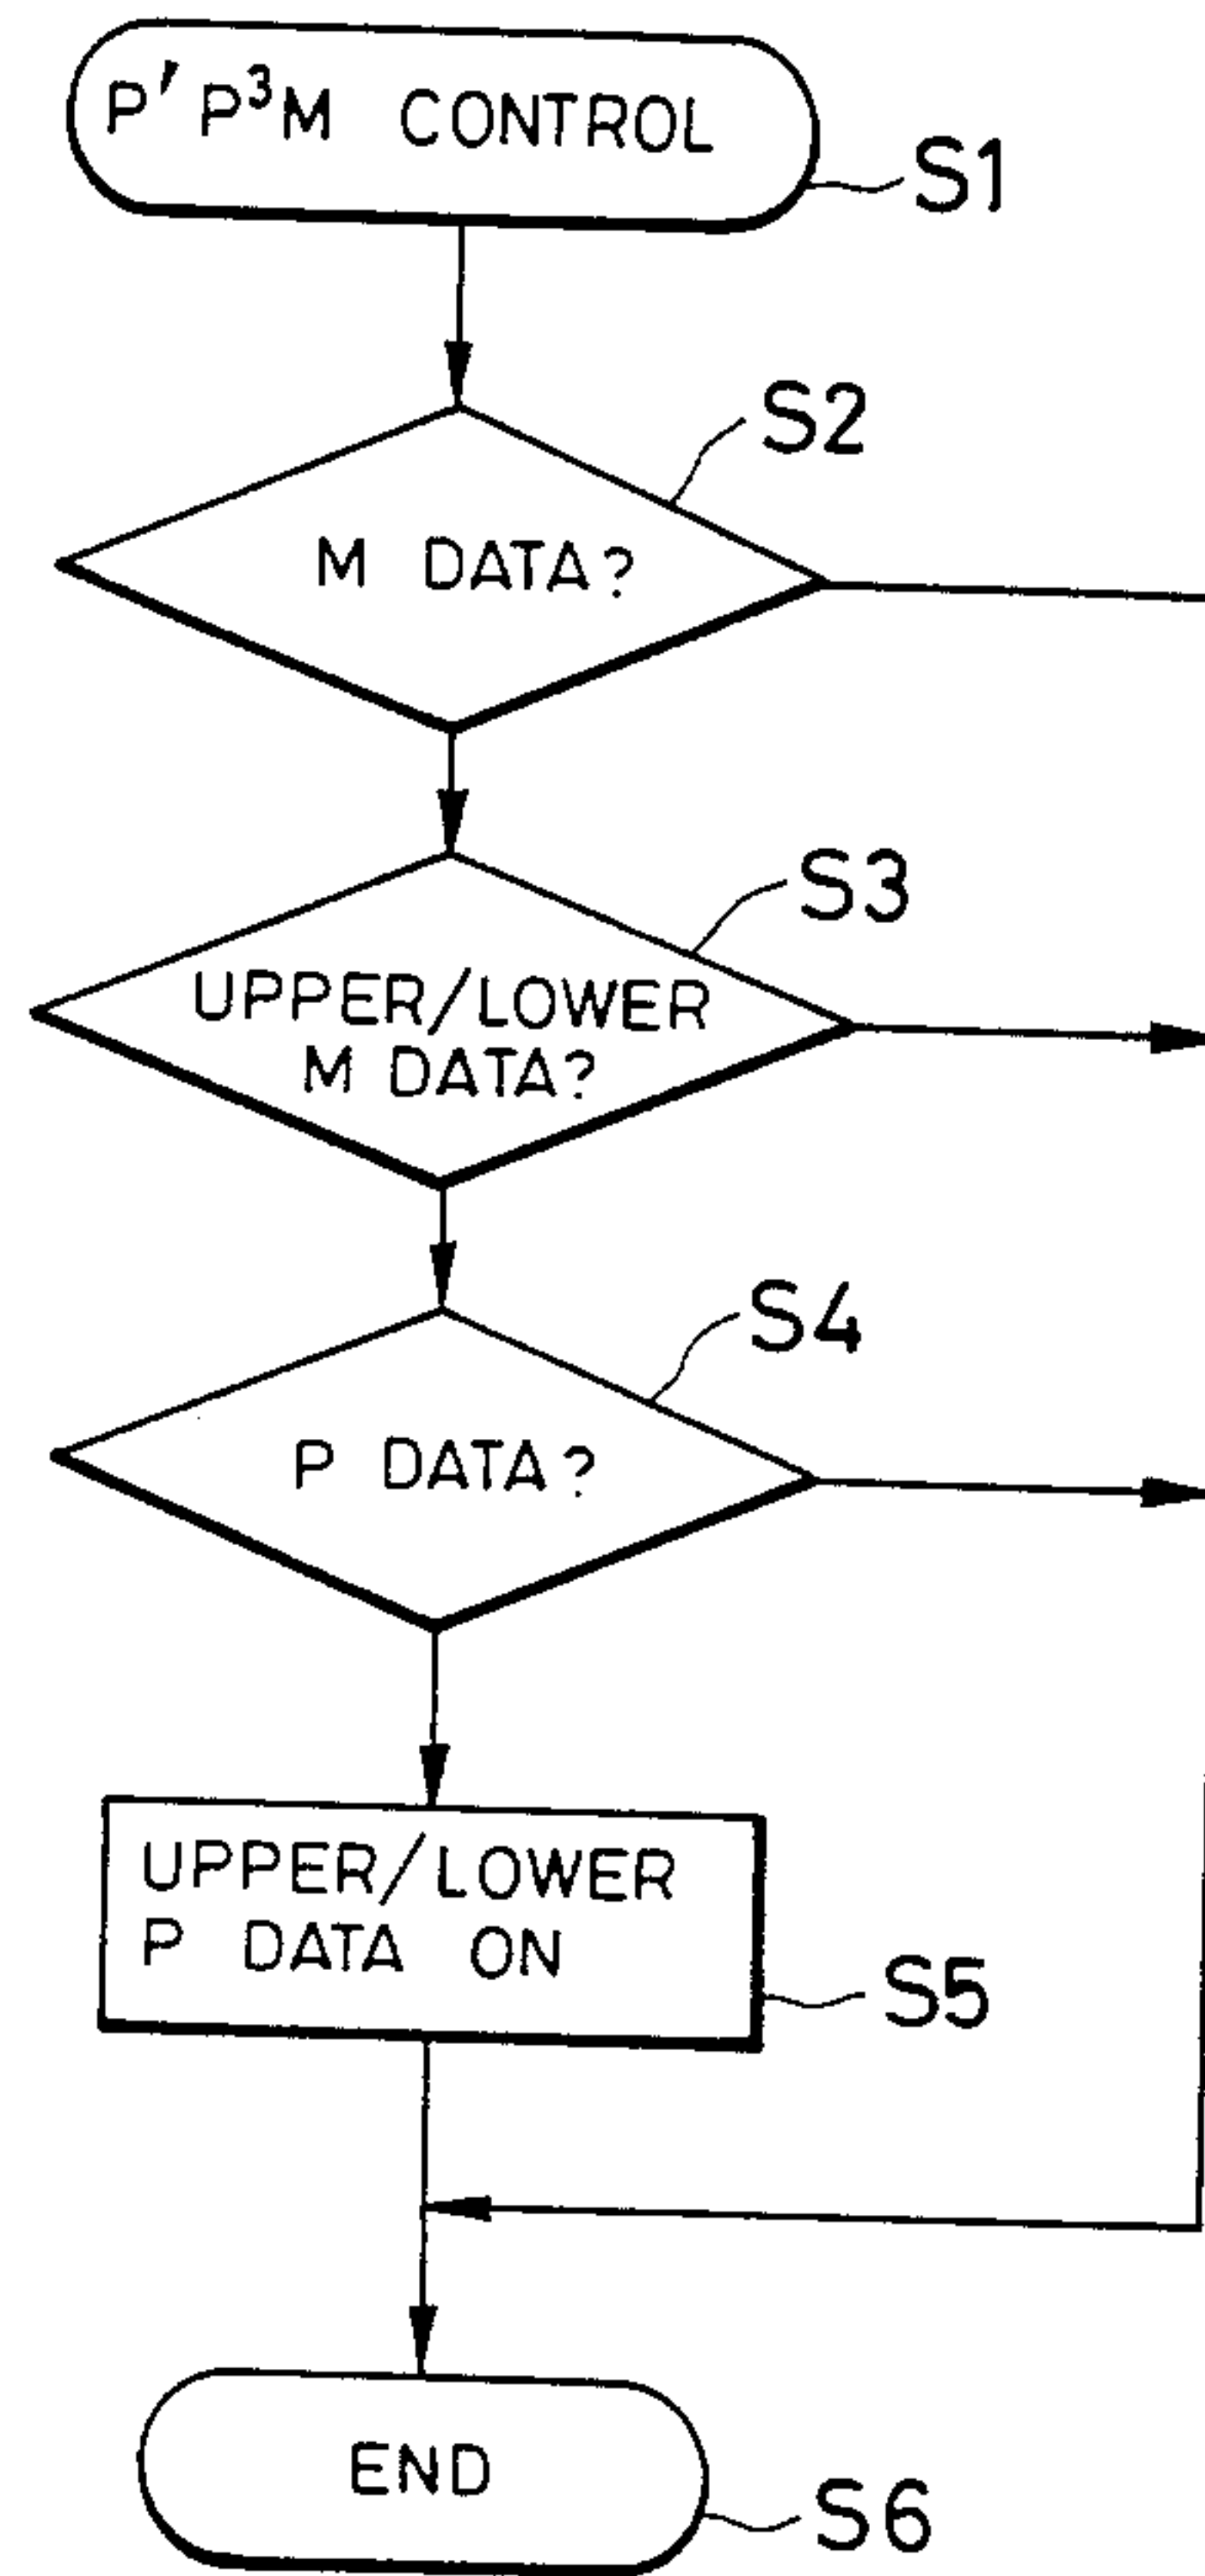 P' P³M CONTROL
S1
S2
M DATA?
S3
UPPER/LOWER
M DATA?
S4
P DATA?
UPPER/LOWER
P DATA ON
S5
END
S6